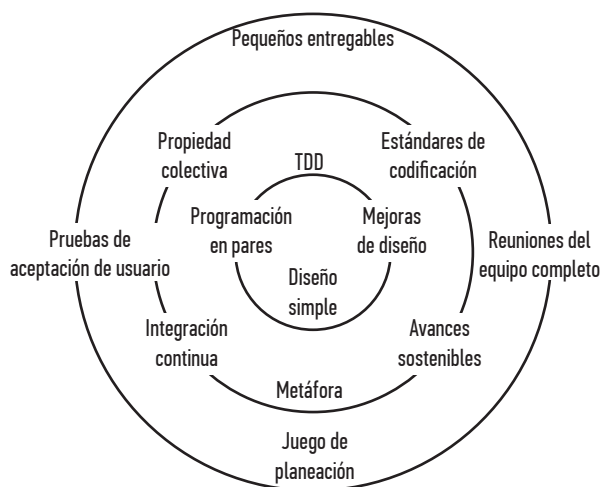 Pequeños entregables
Propiedad
colectiva
TDD
Estándares de
codificación
Programación
en pares
Mejoras
de diseño
Pruebas de
aceptación de usuario
Reuniones del
equipo completo
Diseño
simple
Integración
continua
Avances
sostenibles
Metáfora
Juego de
planeación